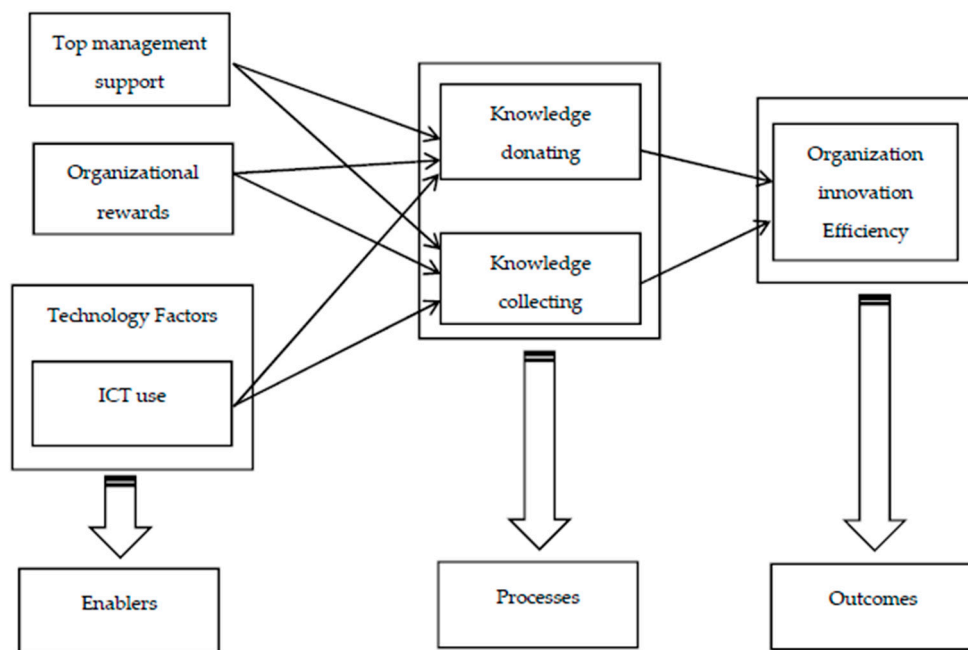 Top management
support
Organizational
rewards
Technology Factors
ICT use
Knowledge
donating
Knowledge
collecting
Organization
innovation
Efficiency
Enablers
Processes
Outcomes